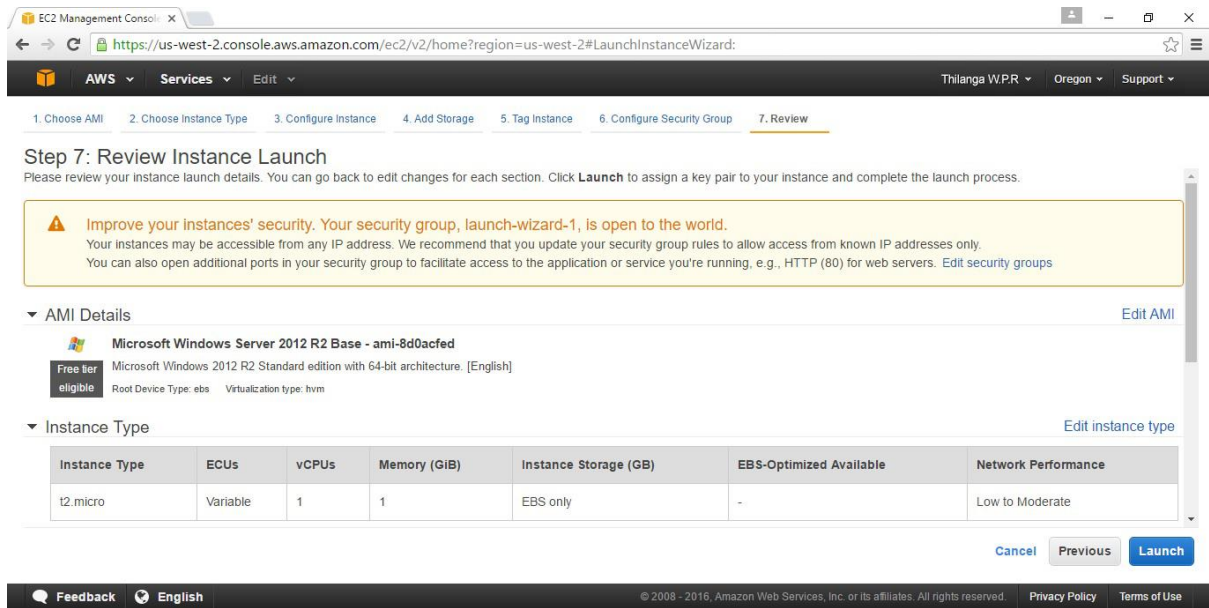 EC2 Management Consol
https://us-west-2.console.aws.amazon.com/ec2/v2/home?region=us-west-2#LaunchInstanceWizard:
AWS Services Edit Thilanga W.P.R Oregon Support
1. Choose AMI 2. Choose Instance Type 3. Configure Instance 4. Add Storage 5. Tag Instance 6. Configure Security Group 7. Review
Step 7: Review Instance Launch
Please review your instance launch details. You can go back to edit changes for each section. Click Launch to assign a key pair to your instance and complete the launch process.
Improve your instances' security. Your security group, launch-wizard-1, is open to the world.
Your instances may be accessible from any IP address. We recommend that you update your security group rules to allow access from known IP addresses only.
You can also open additional ports in your security group to facilitate access to the application or service you're running, e.g., HTTP (80) for web servers. Edit security groups
AMI Details Edit AMI
Microsoft Windows Server 2012 R2 Base - ami-8d0acfed
Free tier eligible
Microsoft Windows 2012 R2 Standard edition with 64-bit architecture. [English]
Root Device Type: ebs Virtualization type: hvm
Instance Type Edit instance type
Instance Type ECUs vCPUs Memory (GiB) Instance Storage (GB) EBS-Optimized Available Network Performance
t2.micro Variable 1 1 EBS only - Low to Moderate
Cancel Previous Launch
Feedback English © 2008 - 2016, Amazon Web Services, Inc. or its affiliates. All rights reserved. Privacy Policy Terms of Use